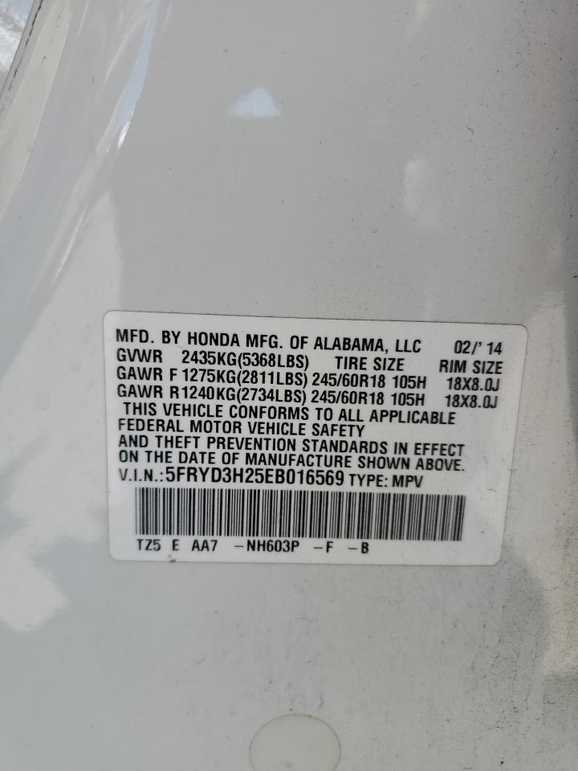 MFD. BY HONDA MFG. OF ALABAMA, LLC 02/'14
GVWR 2435KG(5368LBS) TIRE SIZE RIM SIZE
GAWR F 1275KG(2811LBS) 245/60R18 105H 18X8.0J
GAWR R 1240KG(2734LBS) 245/60R18 105H 18X8.0J
THIS VEHICLE CONFORMS TO ALL APPLICABLE
FEDERAL MOTOR VEHICLE SAFETY
AND THEFT PREVENTION STANDARDS IN EFFECT
ON THE DATE OF MANUFACTURE SHOWN ABOVE.
V.I.N.: 5FRYD3H25EB016569 TYPE: MPV
TZ5 E AA7 -NH603P -F -B